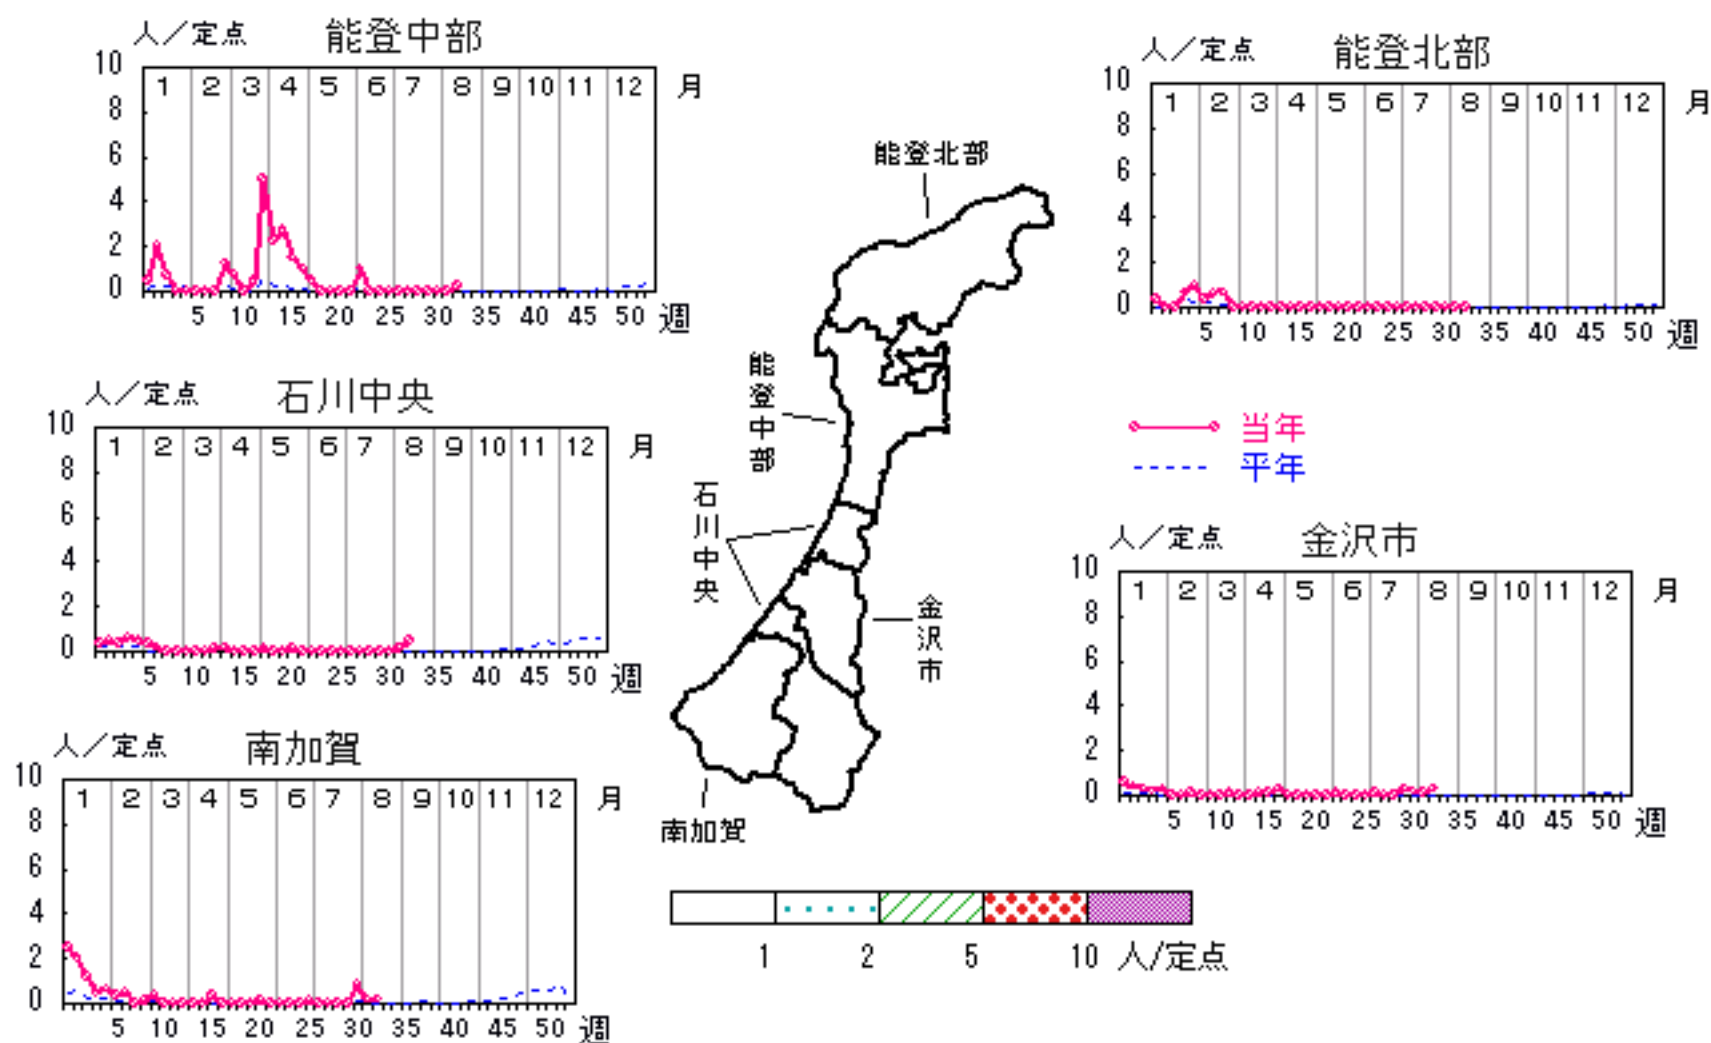 人／定点 能登中部
10 8 6 4 2 0
1 2 3 4 5 6 7 8 9 10 11 12 月
5 10 15 20 25 30 35 40 45 50 週
人／定点 能登北部
10 8 6 4 2 0
1 2 3 4 5 6 7 8 9 10 11 12 月
5 10 15 20 25 30 35 40 45 50 週
人／定点 石川中央
10 8 6 4 2 0
1 2 3 4 5 6 7 8 9 10 11 12 月
5 10 15 20 25 30 35 40 45 50 週
能登北部
能登中部
石川中央
金沢市
南加賀
当年
平年
人／定点 金沢市
10 8 6 4 2 0
1 2 3 4 5 6 7 8 9 10 11 12 月
5 10 15 20 25 30 35 40 45 50 週
人／定点 南加賀
10 8 6 4 2 0
1 2 3 4 5 6 7 8 9 10 11 12 月
5 10 15 20 25 30 35 40 45 50 週
1 2 5 10 人/定点